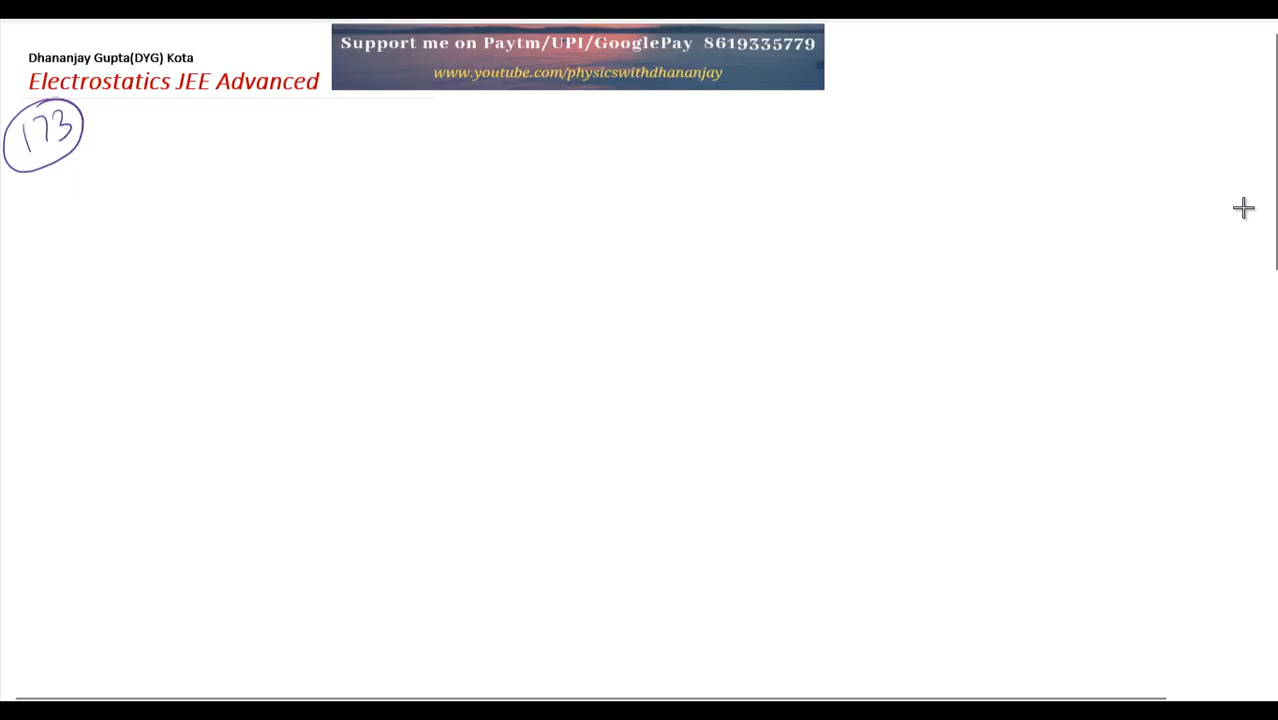 Support me on Paytm/UPI/GooglePay 8619335779
Dhananjay Gupta(DYG) Kota
www.youtube.com/physicswithdhananjay
Electrostatics JEE Advanced
173